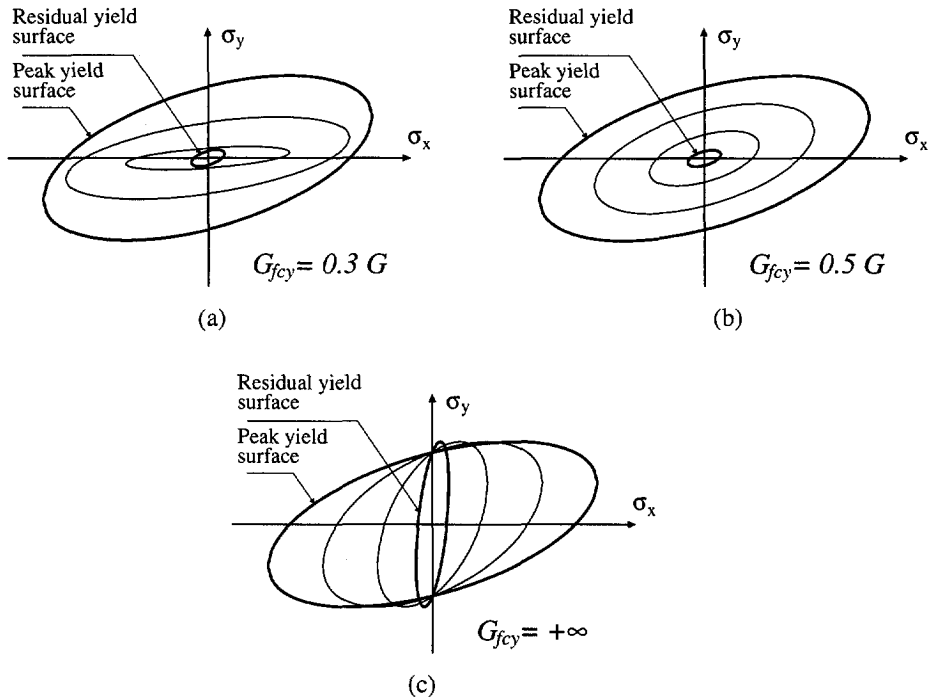 Residual yield
surface
σy
Peak yield
surface
σx
Gfcy = 0.3 G
(a)
Residual yield
surface
σy
Peak yield
surface
σx
Gfcy = 0.5 G
(b)
Residual yield
surface
σy
Peak yield
surface
σx
Gfcy = +∞
(c)